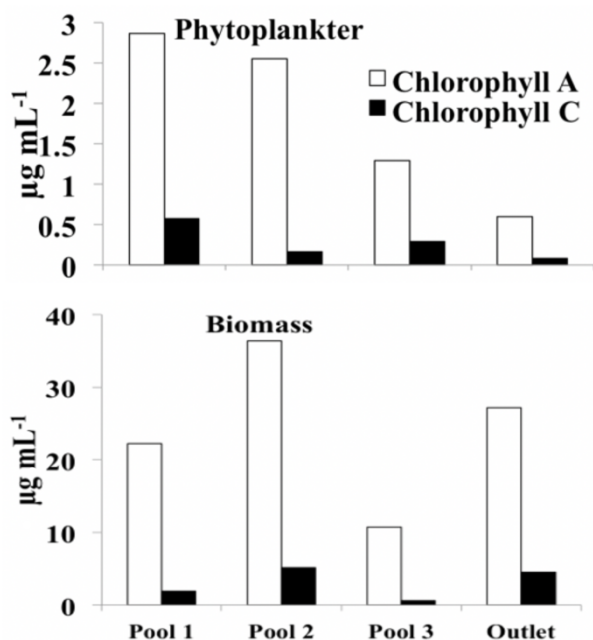 Phytoplankter
3
2.5
2
1.5
1
0.5
0
µg mL-1
Chlorophyll A
Chlorophyll C
Biomass
40
30
20
10
0
µg mL-1
Pool 1 Pool 2 Pool 3 Outlet